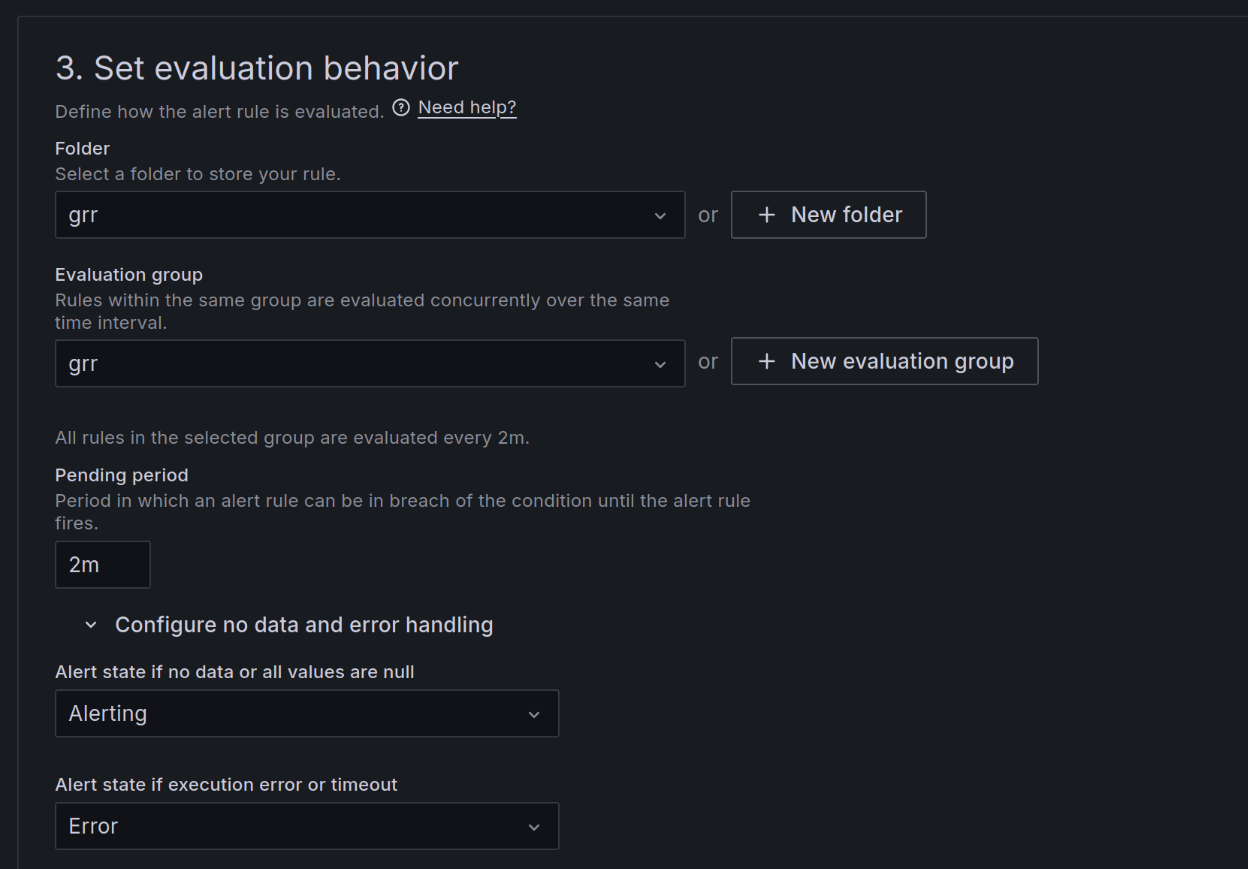 3. Set evaluation behavior
Define how the alert rule is evaluated. Need help?
Folder
Select a folder to store your rule.
grr or + New folder
Evaluation group
Rules within the same group are evaluated concurrently over the same
time interval.
grr or + New evaluation group
All rules in the selected group are evaluated every 2m.
Pending period
Period in which an alert rule can be in breach of the condition until the alert rule
fires.
2m
Configure no data and error handling
Alert state if no data or all values are null
Alerting
Alert state if execution error or timeout
Error